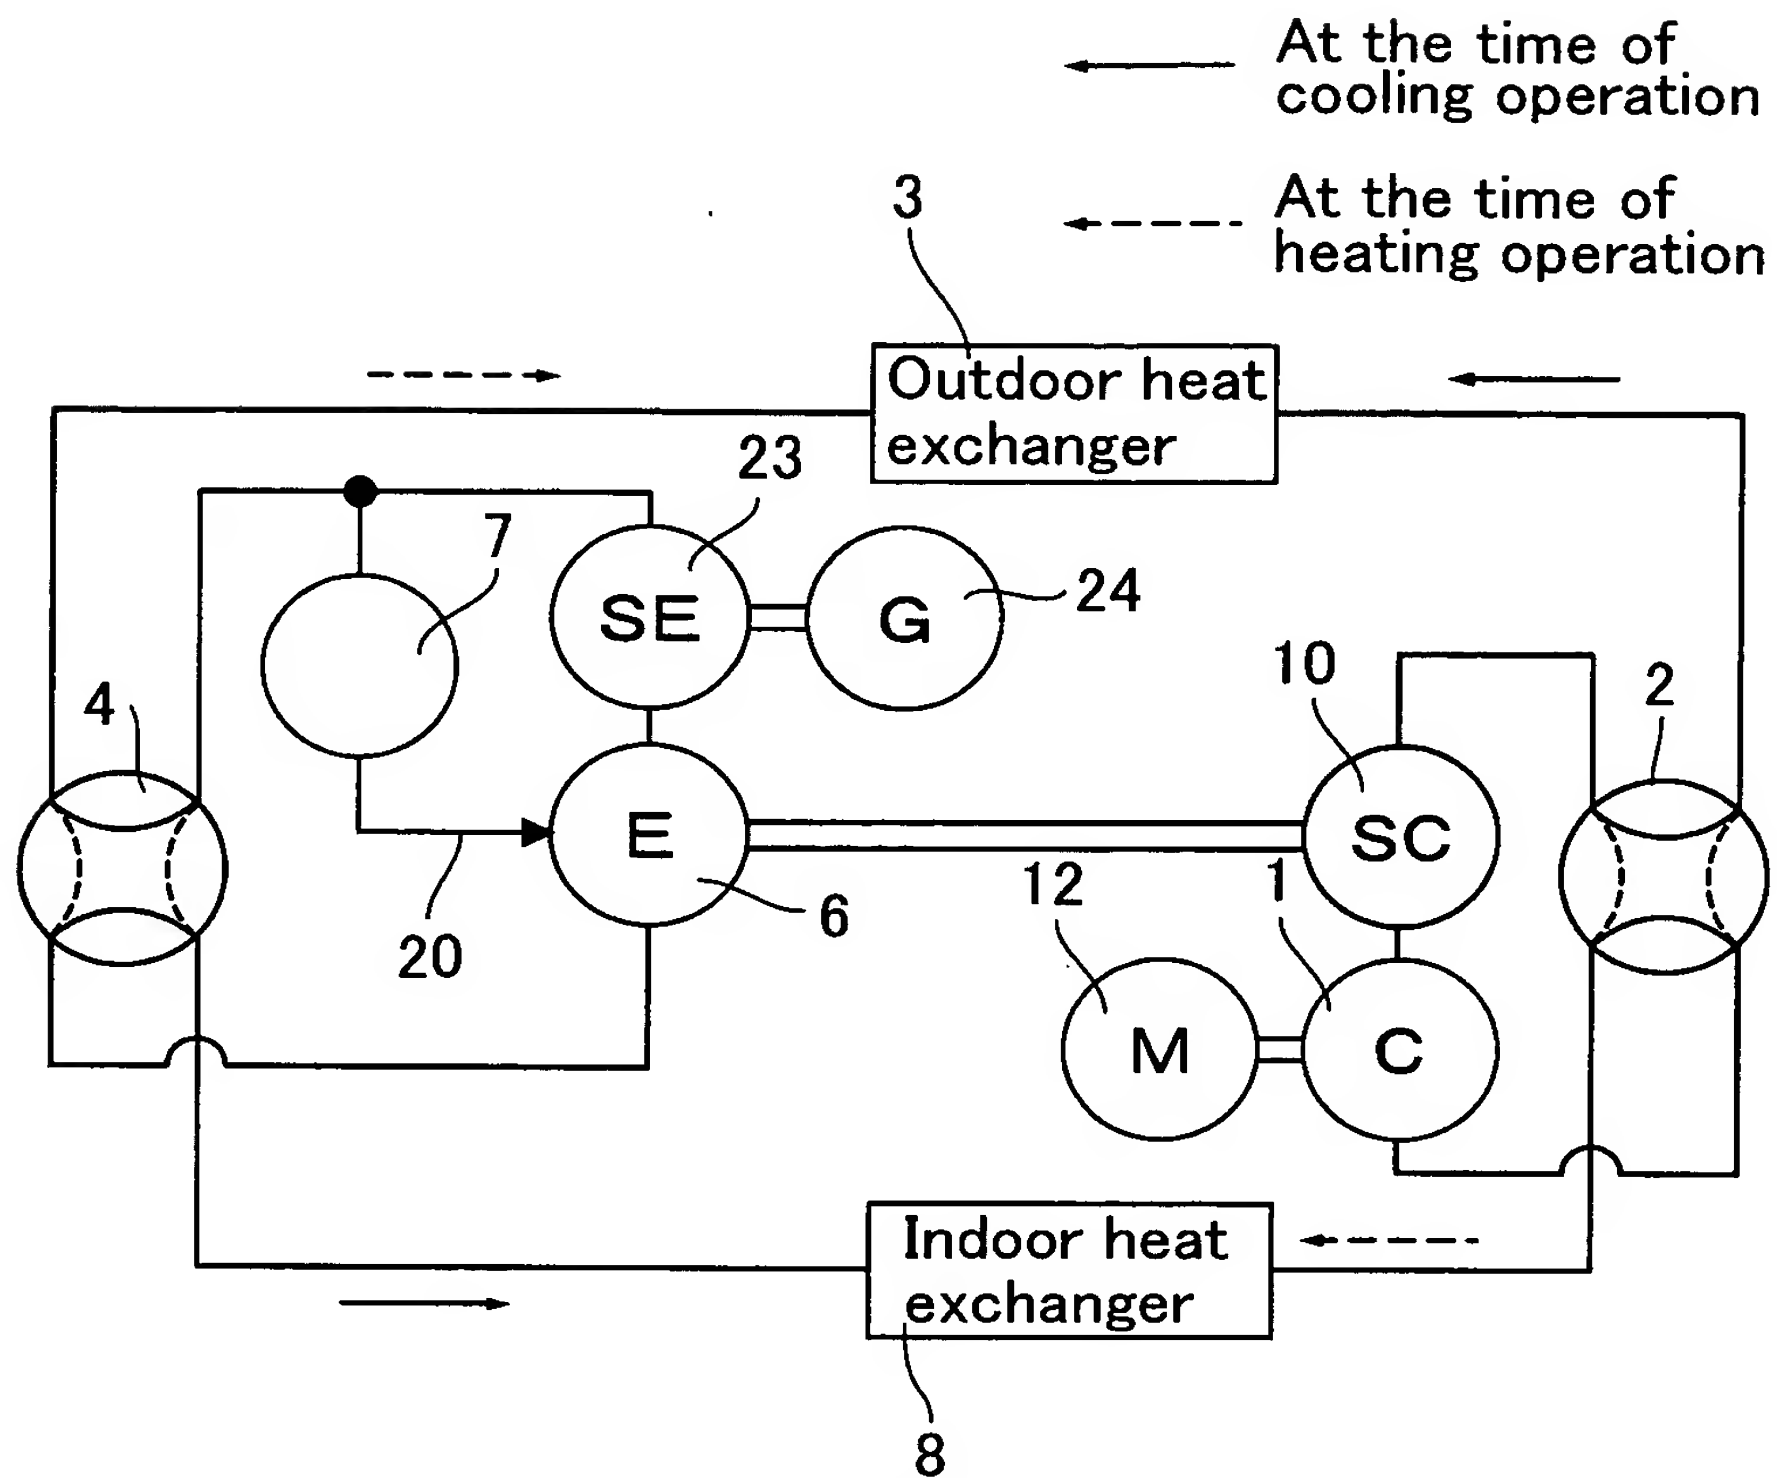 At the time of
cooling operation
At the time of
heating operation
3
Outdoor heat
exchanger
23
7
SE
G
24
10
2
4
E
SC
12
1
6
20
M
C
Indoor heat
exchanger
8